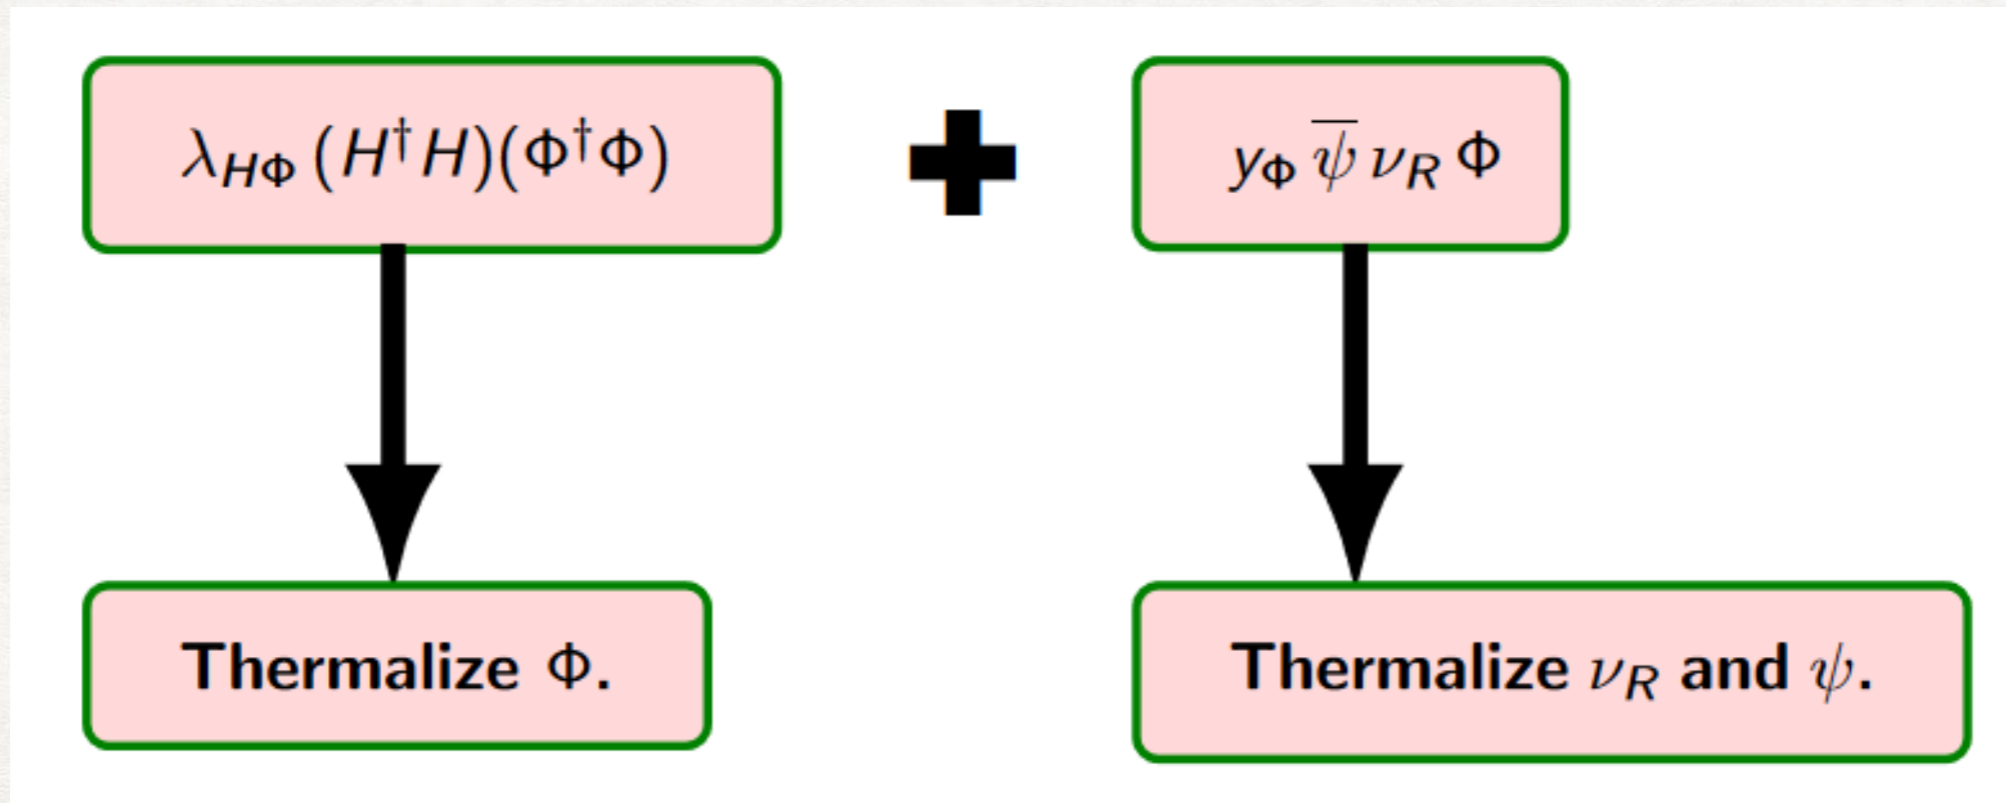 λ_{HΦ} (H†H)(Φ†Φ)
y_Φ ψ̅ ν_R Φ
Thermalize Φ.
Thermalize ν_R and ψ.